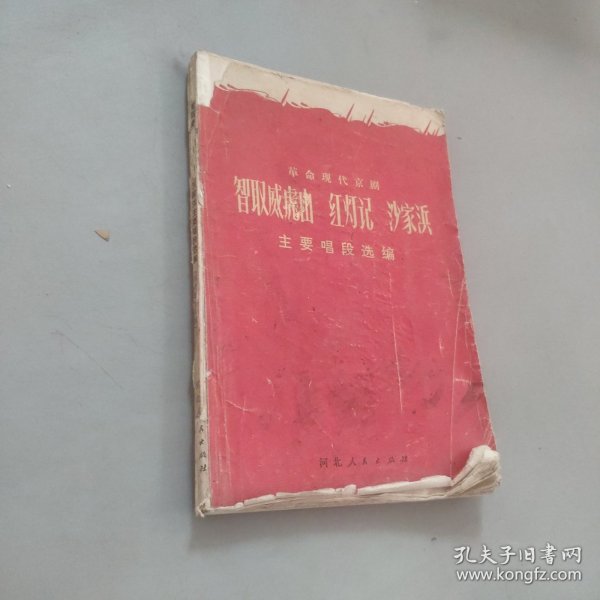 革命现代京剧
智取威虎山 红灯记 沙家浜
主要唱段选编
河北人民出版社
孔夫子旧书网
www.kongfz.com